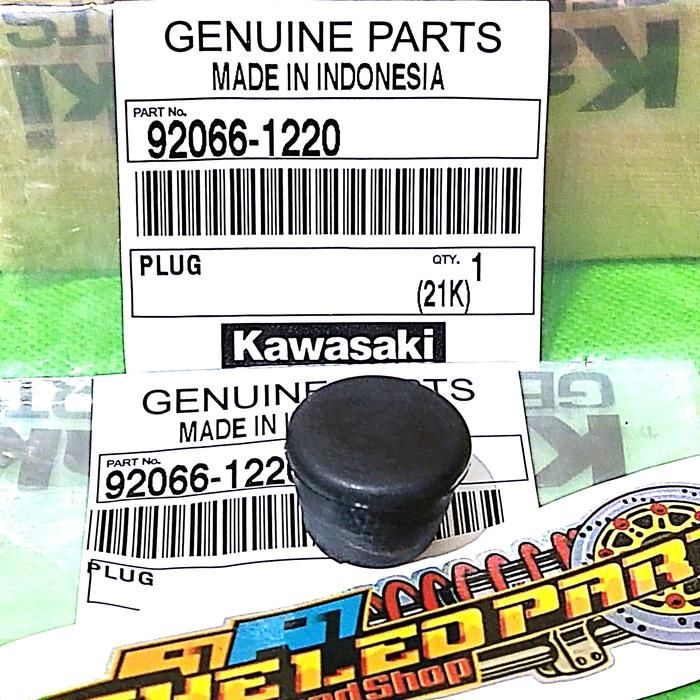 GENUINE PARTS
MADE IN INDONESIA
PART No.
92066-1220
PLUG
QTY. 1
(21K)
Kawasaki
GENUINE PARTS
MADE IN
PART No.
92066-122
PLUG